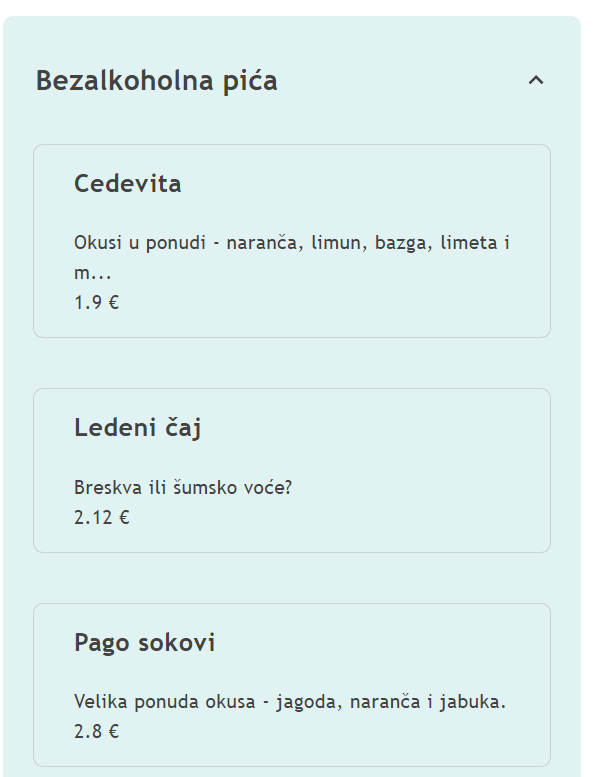 Bezalkoholna pića
Cedevita
Okusi u ponudi - naranča, limun, bazga, limeta i
m...
1.9 €
Ledeni čaj
Breskva ili šumsko voće?
2.12 €
Pago sokovi
Velika ponuda okusa - jagoda, naranča i jabuka.
2.8 €